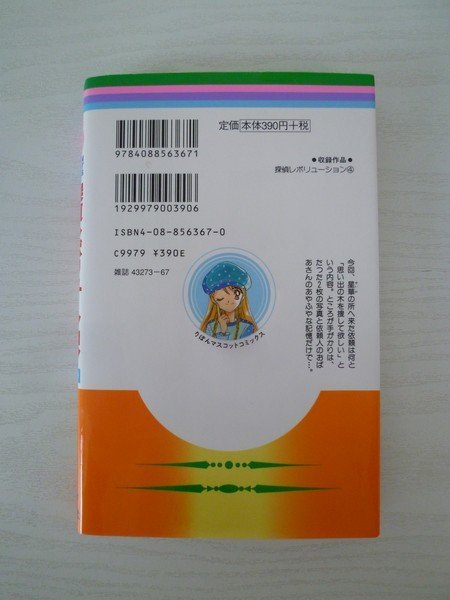 定価 本体390円+税
9784088563671
●収録作品●
探偵レボリューション④
1929979003906
ISBN4-08-856367-0
C9979 ¥390E
雑誌 43273-67
りぼんマスコットコミックス
今回、星華の所へ来た依頼は何と
「思い出の木を捜して欲しい」と
いう内容。ところが手がかりは、
たった2枚の写真と依頼人のおば
あさんのあやふやな記憶だけで…。